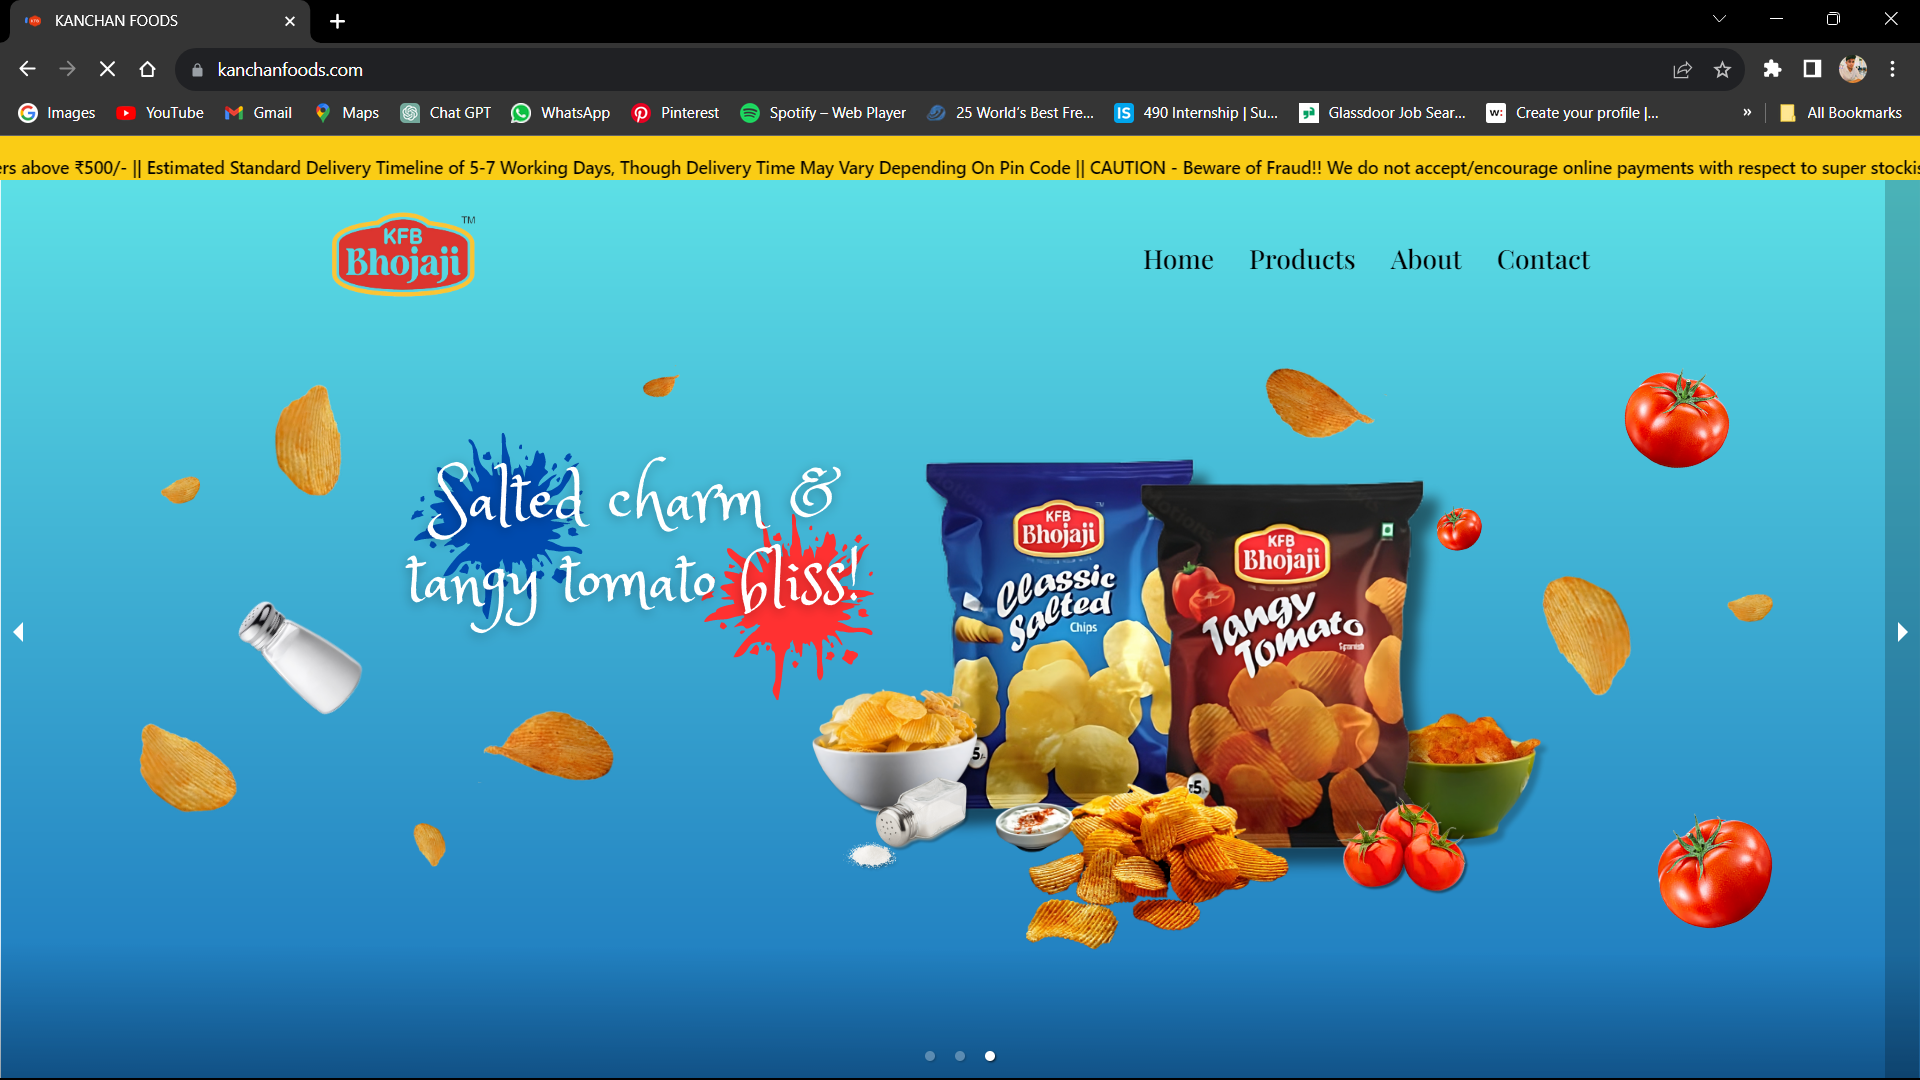 KANCHAN FOODS
kanchanfoods.com
Images YouTube Gmail Maps Chat GPT WhatsApp Pinterest Spotify – Web Player 25 World's Best Fre... 490 Internship | Su... Glassdoor Job Sear... Create your profile |... » All Bookmarks
ers above ₹500/- || Estimated Standard Delivery Timeline of 5-7 Working Days, Though Delivery Time May Vary Depending On Pin Code || CAUTION - Beware of Fraud!! We do not accept/encourage online payments with respect to super stockis
KFB
Bhojaji
TM
Home Products About Contact
Salted charm &
tangy tomato bliss!
KFB
Bhojaji
Classic
Salted
Chips
5/-
KFB
Bhojaji
Tangy
Tomato
Spanish
₹5/-